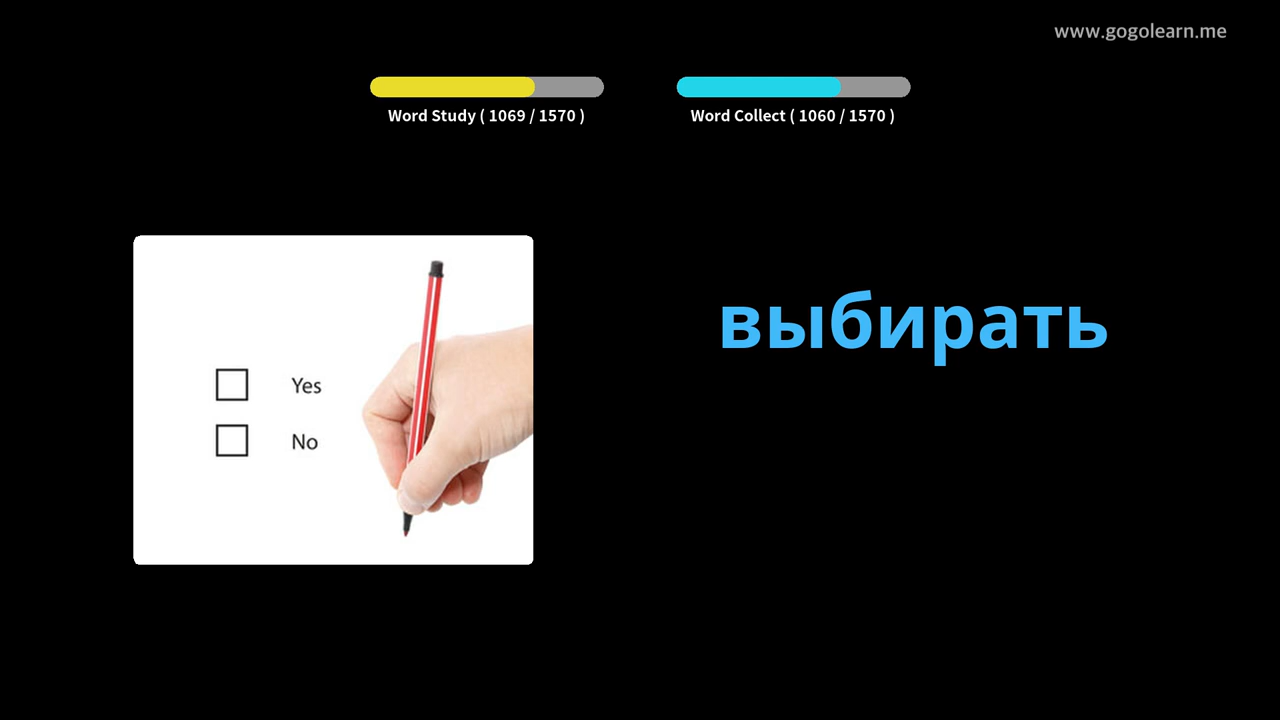 www.gogolearn.me
Word Study ( 1069 / 1570 )
Word Collect ( 1060 / 1570 )
выбирать
Yes
No